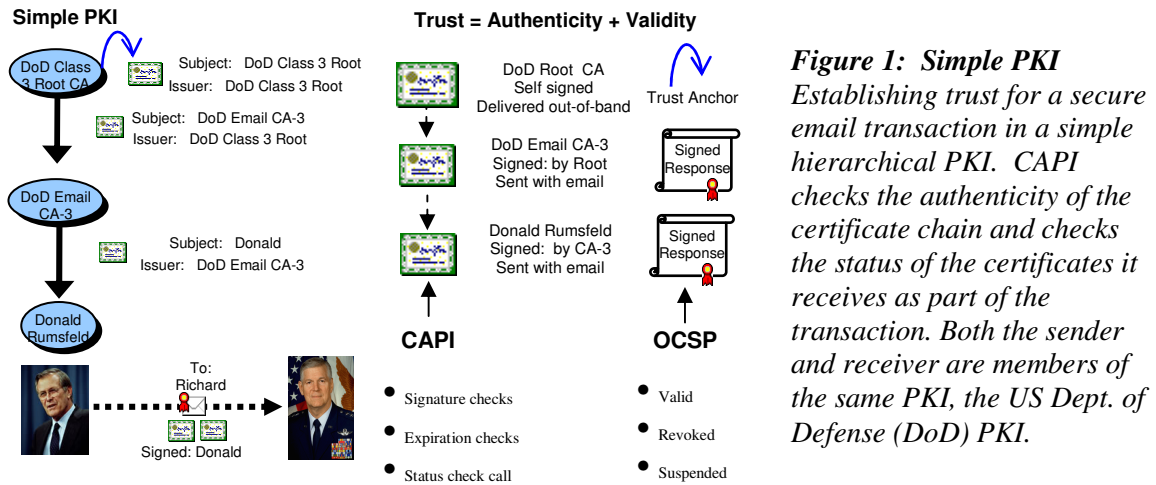 Simple PKI
DoD Class
3 Root CA
Subject: DoD Class 3 Root
Issuer: DoD Class 3 Root
Subject: DoD Email CA-3
Issuer: DoD Class 3 Root
DoD Email
CA-3
Subject: Donald
Issuer: DoD Email CA-3
Donald
Rumsfeld
To:
Richard
Signed: Donald
Trust = Authenticity + Validity
DoD Root CA
Self signed
Delivered out-of-band
Trust Anchor
DoD Email CA-3
Signed: by Root
Sent with email
Signed
Response
Donald Rumsfeld
Signed: by CA-3
Sent with email
Signed
Response
CAPI
• Signature checks
• Expiration checks
• Status check call
OCSP
• Valid
• Revoked
• Suspended
Figure 1: Simple PKI
Establishing trust for a secure
email transaction in a simple
hierarchical PKI. CAPI
checks the authenticity of the
certificate chain and checks
the status of the certificates it
receives as part of the
transaction. Both the sender
and receiver are members of
the same PKI, the US Dept. of
Defense (DoD) PKI.